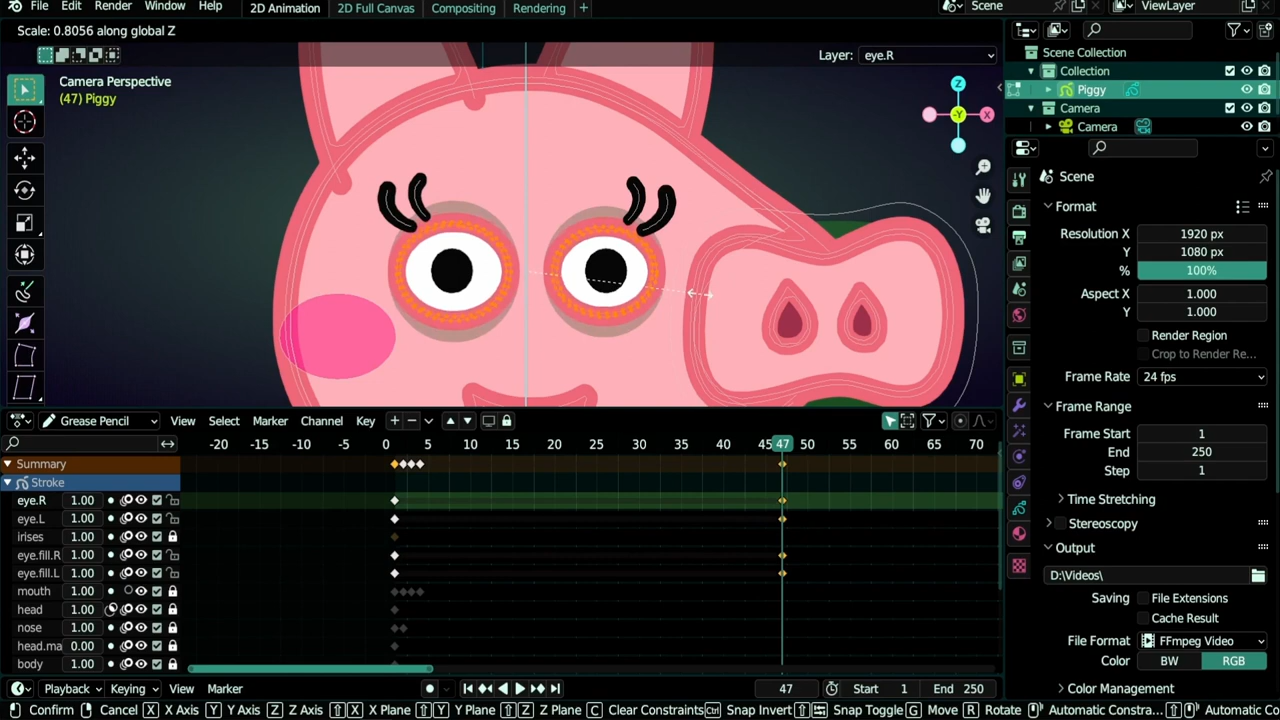 File Edit Render Window Help 2D Animation 2D Full Canvas Compositing Rendering + Scene ViewLayer
Scale: 0.8056 along global Z
Layer: eye.R
Camera Perspective
(47) Piggy
Z
-Y
X
Scene Collection
Collection
Piggy
Camera
Camera
Scene
Format
Resolution X 1920 px
Y 1080 px
% 100%
Aspect X 1.000
Y 1.000
Render Region
Crop to Render Re...
Frame Rate 24 fps
Frame Range
Frame Start 1
End 250
Step 1
Time Stretching
Stereoscopy
Output
D:\Videos\
Saving File Extensions
Cache Result
File Format FFmpeg Video
Color BW RGB
Color Management
Grease Pencil View Select Marker Channel Key
-20 -15 -10 -5 0 5 10 15 20 25 30 35 40 45 47 50 55 60 65 70
Summary
Stroke
eye.R 1.00
eye.L 1.00
irises 1.00
eye.fill.R 1.00
eye.fill.L 1.00
mouth 1.00
head 1.00
nose 1.00
head.ma 0.00
body 1.00
Playback Keying View Marker 47 Start 1 End 250
Confirm Cancel X X Axis Y Y Axis Z Z Axis X X Plane Y Y Plane Z Z Plane C Clear Constraints Ctrl Snap Invert Snap Toggle G Move R Rotate Automatic Constra... Automatic Co